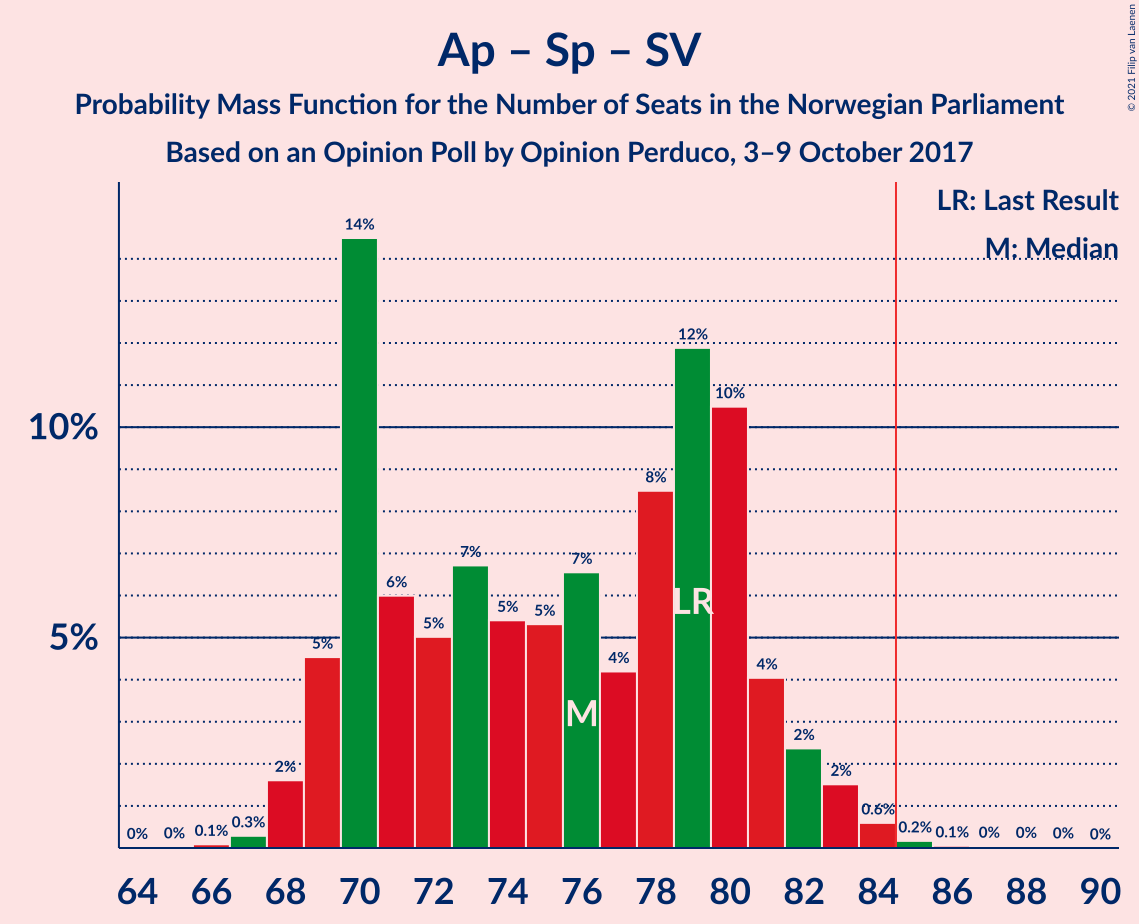 Ap – Sp – SV
Probability Mass Function for the Number of Seats in the Norwegian Parliament
Based on an Opinion Poll by Opinion Perduco, 3–9 October 2017
© 2021 Filip van Laenen
LR: Last Result
M: Median
10%
5%
0% 0% 0.1% 0.3% 2% 5% 14% 6% 5% 7% 5% 5% 7% 4% 8% 12% 10% 4% 2% 2% 0.6% 0.2% 0.1% 0% 0% 0% 0%
LR
M
64 66 68 70 72 74 76 78 80 82 84 86 88 90